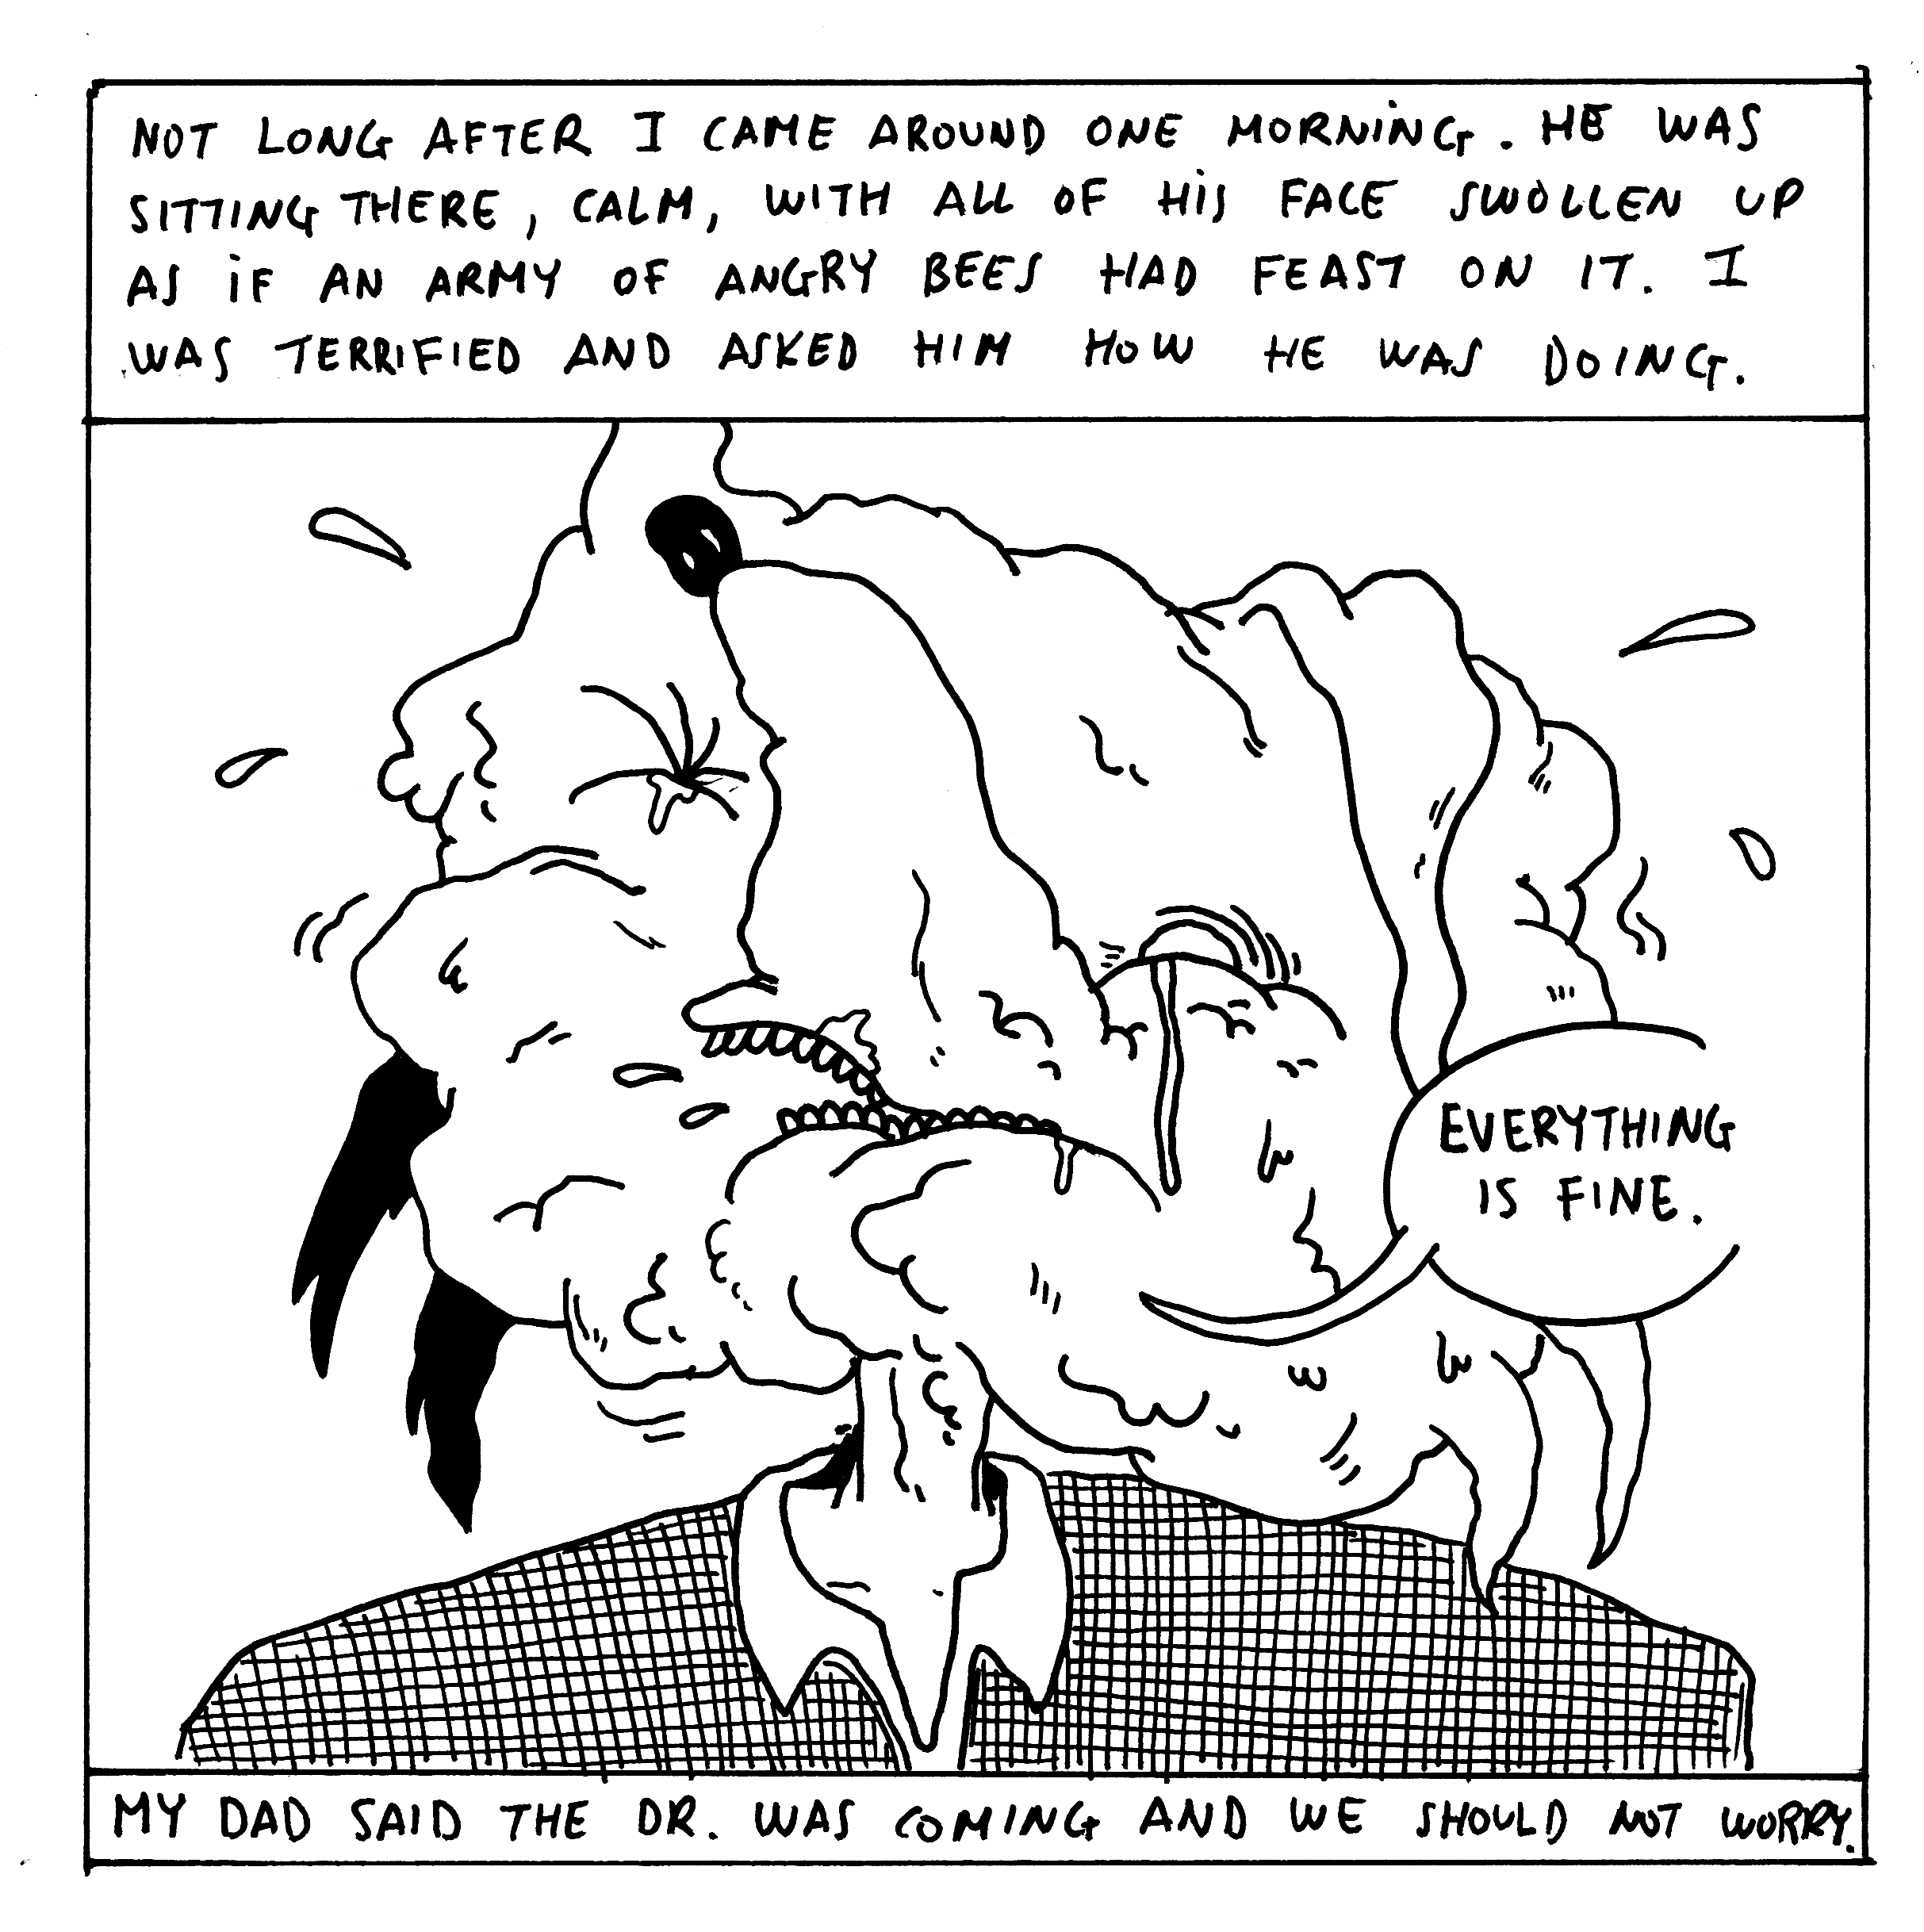 NOT LONG AFTER I CAME AROUND ONE MORNING. HE WAS
SITTING THERE, CALM, WITH ALL OF HIS FACE SWOLLEN UP
AS IF AN ARMY OF ANGRY BEES HAD FEAST ON IT. I
WAS TERRIFIED AND ASKED HIM HOW HE WAS DOING.
EVERYTHING
IS FINE.
MY DAD SAID THE DR. WAS COMING AND WE SHOULD NOT WORRY.